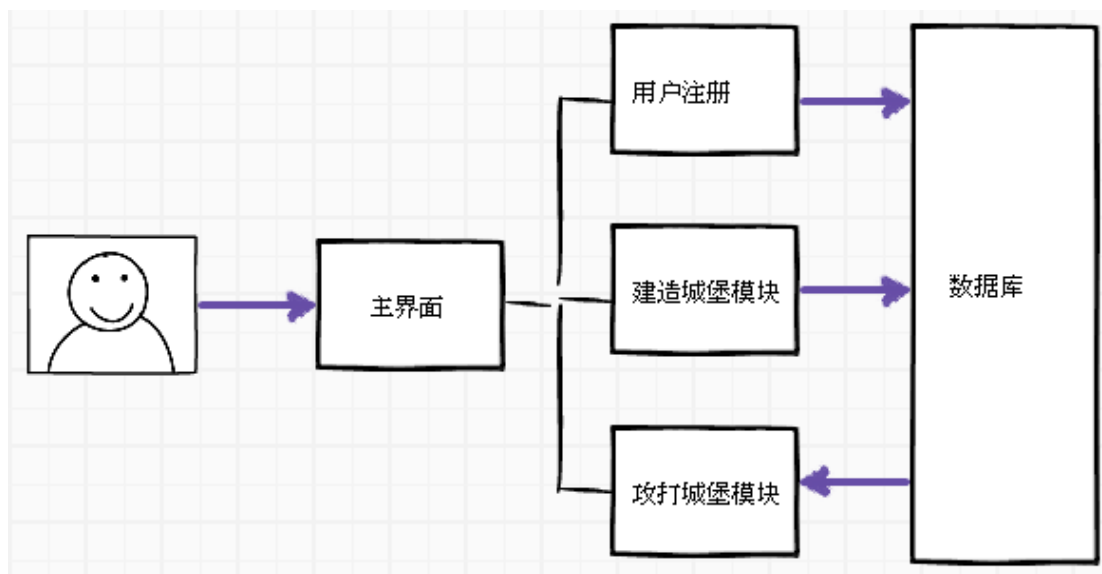 用户注册
主界面
建造城堡模块
数据库
攻打城堡模块